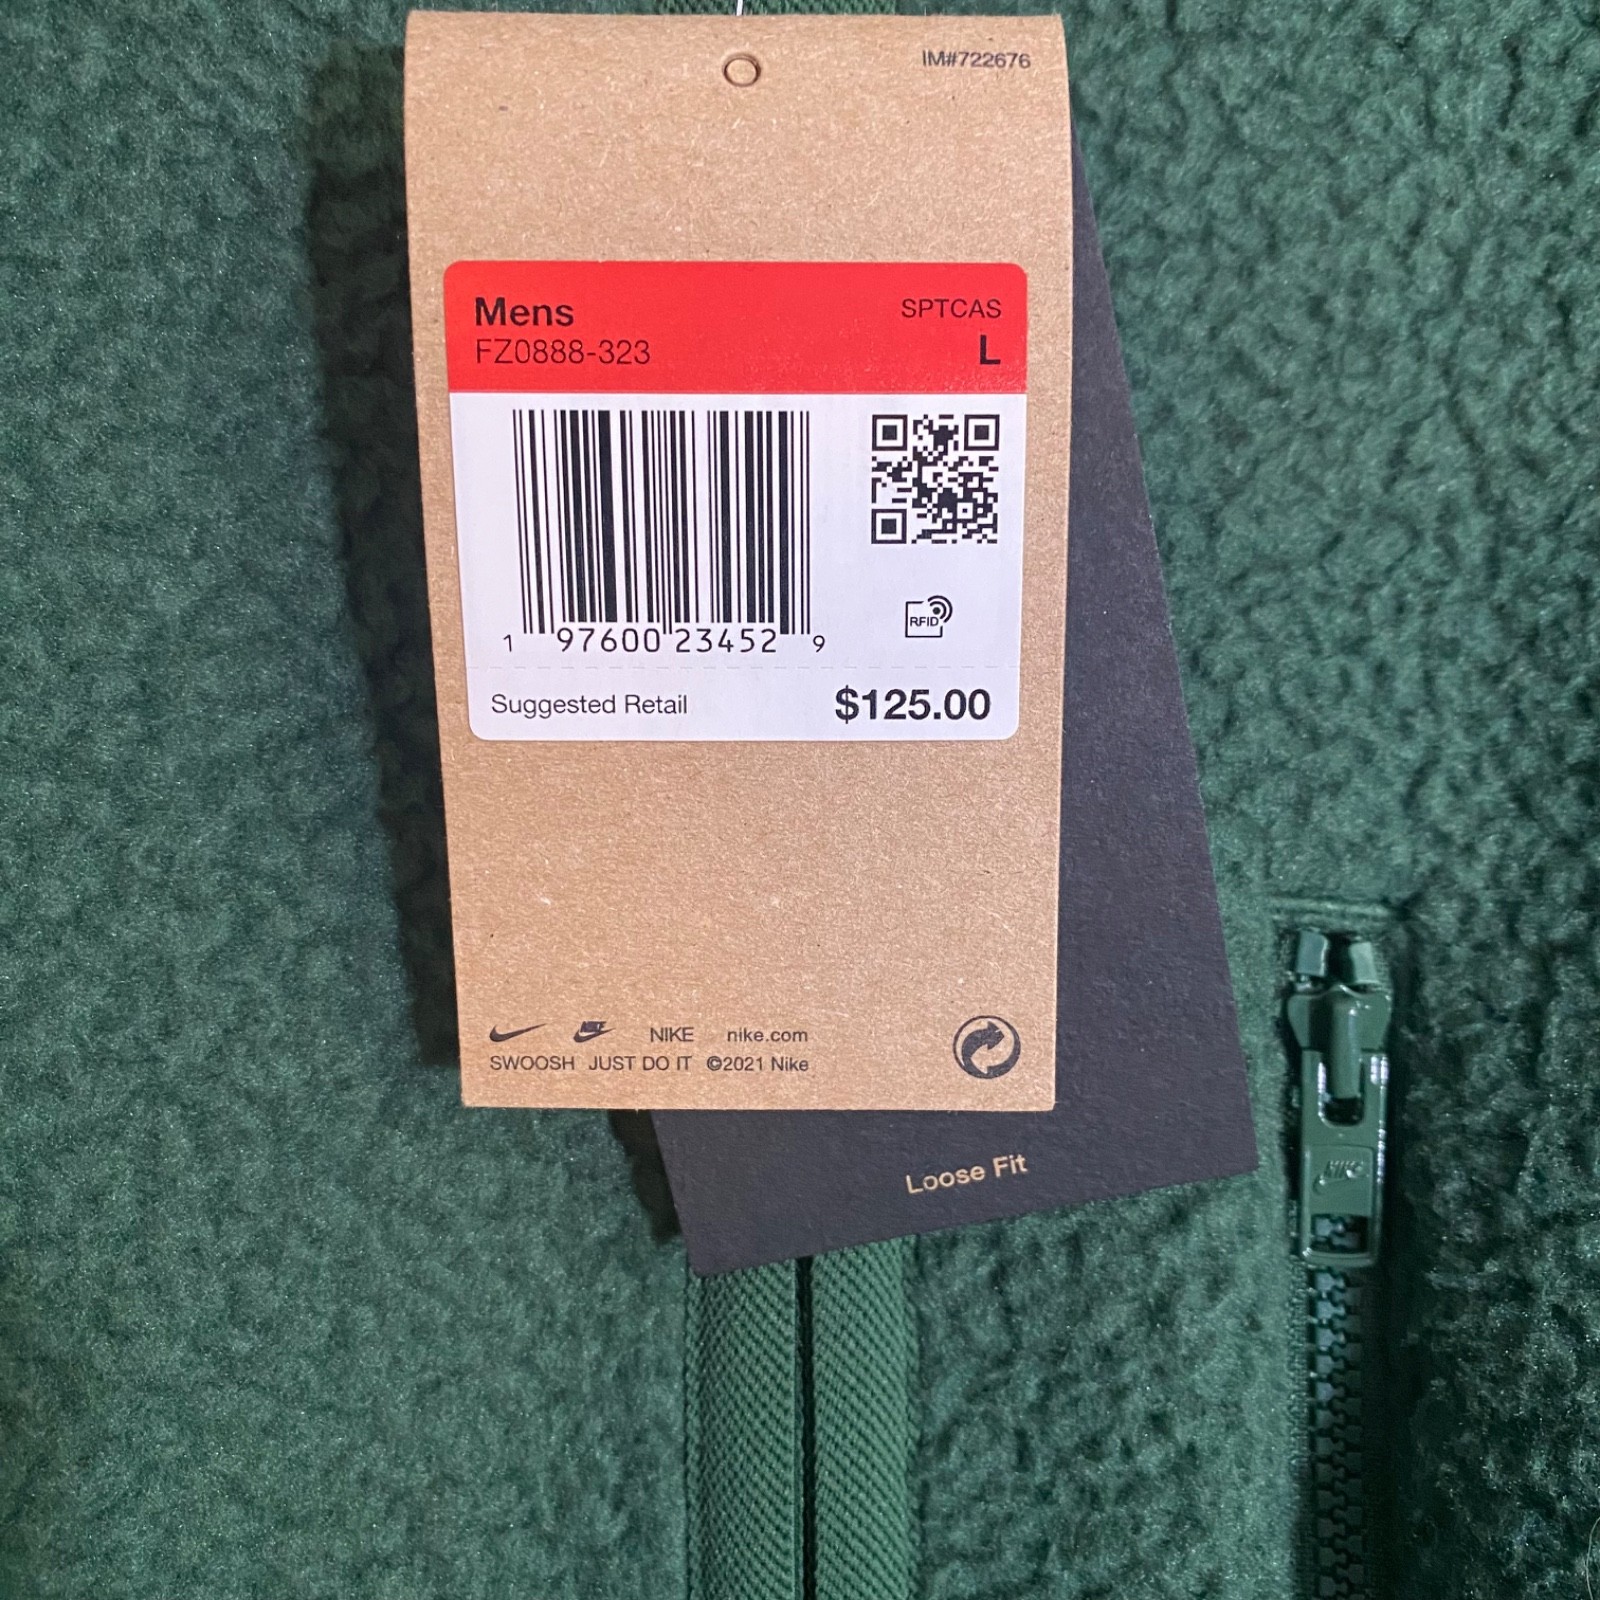 IM#722676
Mens
SPTCAS
FZ0888-323
L
RFID
1 97600 23452 9
Suggested Retail
$125.00
NIKE nike.com
SWOOSH JUST DO IT ©2021 Nike
Loose Fit
NIKE